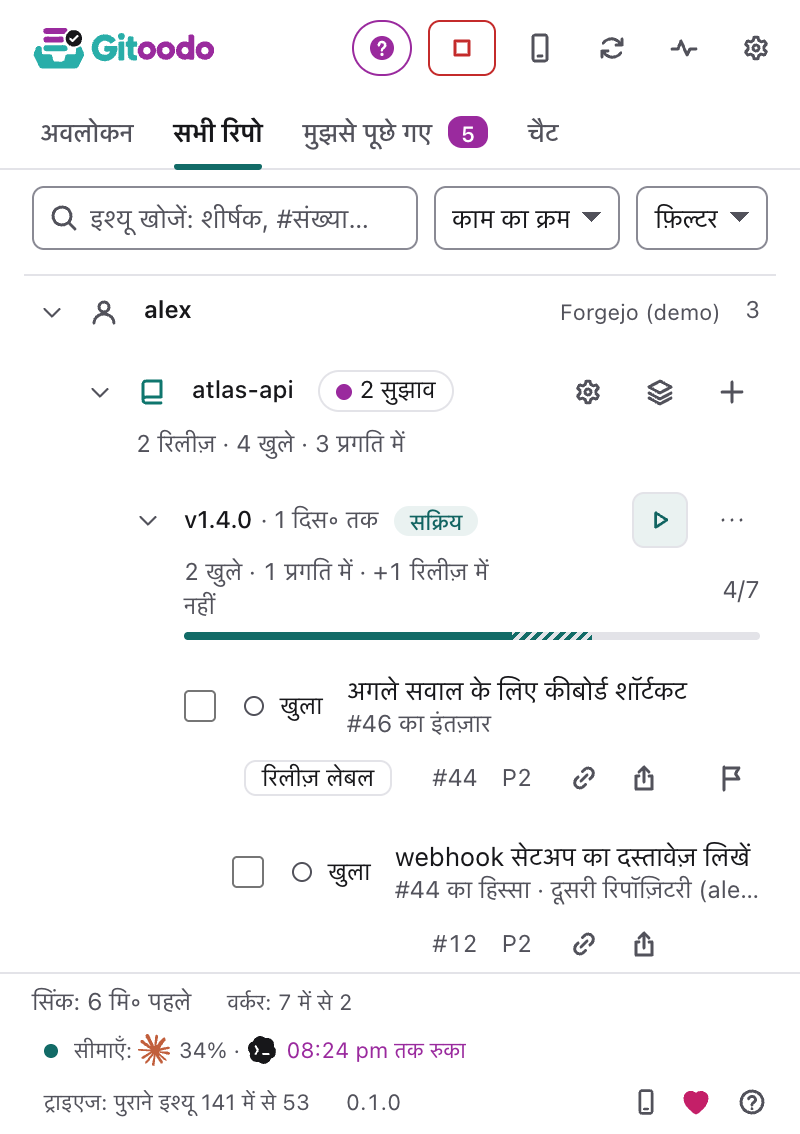 Gitoodo
अवलोकन सभी रिपो मुझसे पूछे गए 5 चैट
इश्यू खोजें: शीर्षक, #संख्या... काम का क्रम फ़िल्टर
alex Forgejo (demo) 3
atlas-api 2 सुझाव
2 रिलीज़ · 4 खुले · 3 प्रगति में
v1.4.0 · 1 दिस॰ तक सक्रिय ...
2 खुले · 1 प्रगति में · +1 रिलीज़ में
नहीं 4/7
खुला अगले सवाल के लिए कीबोर्ड शॉर्टकट
#46 का इंतज़ार
रिलीज़ लेबल #44 P2
खुला webhook सेटअप का दस्तावेज़ लिखें
#44 का हिस्सा · दूसरी रिपॉज़िटरी (ale...
#12 P2
सिंक: 6 मि॰ पहले वर्कर: 7 में से 2
सीमाएँ: 34% · 08:24 pm तक रुका
ट्राइएज: पुराने इश्यू 141 में से 53 0.1.0